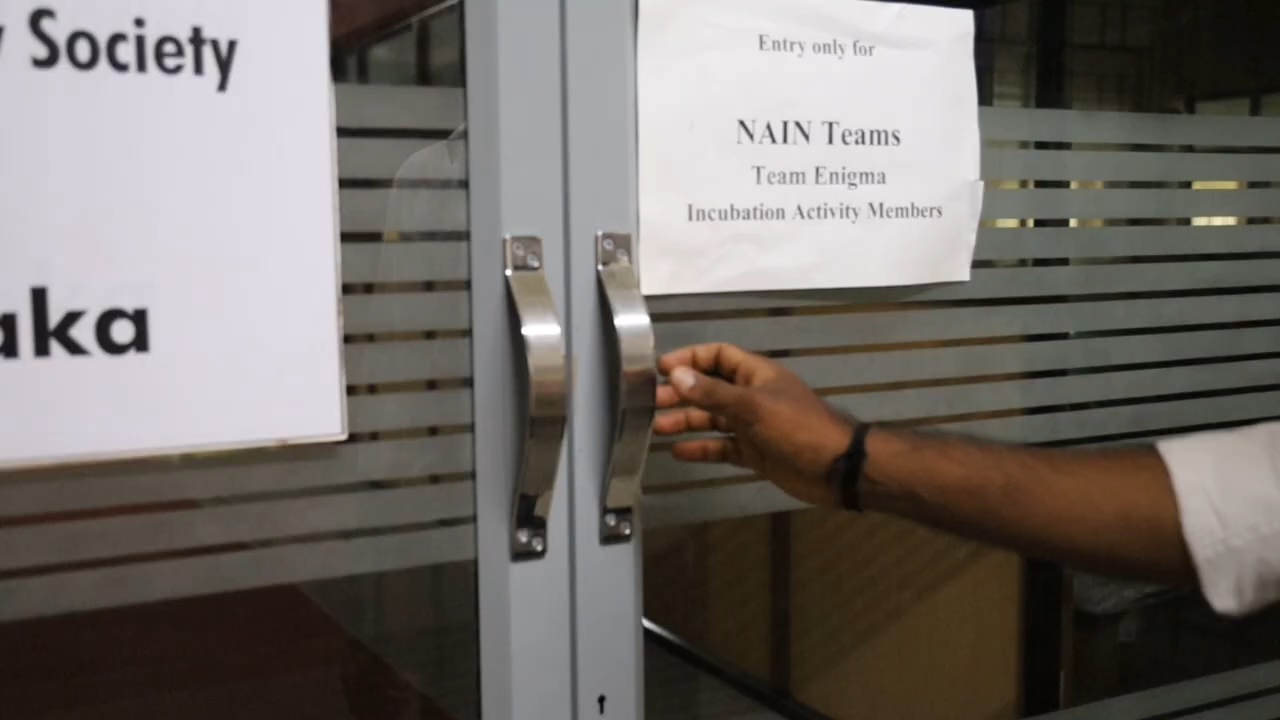 Society
aka
Entry only for
NAIN Teams
Team Enigma
Incubation Activity Members